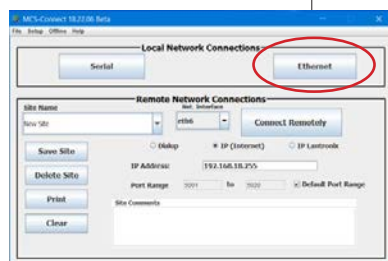 MCS-Connect 18.22.06 Beta
File Setup Offline Help
Local Network Connections
Serial Ethernet
Remote Network Connections
Site Name Net. Interface
New Site eth6 Connect Remotely
Save Site Dialup IP (Internet) IP Lantronix
IP Address: 192.168.18.255
Delete Site
Port Range 5001 to 5020 Default Port Range
Print Site Comments
Clear